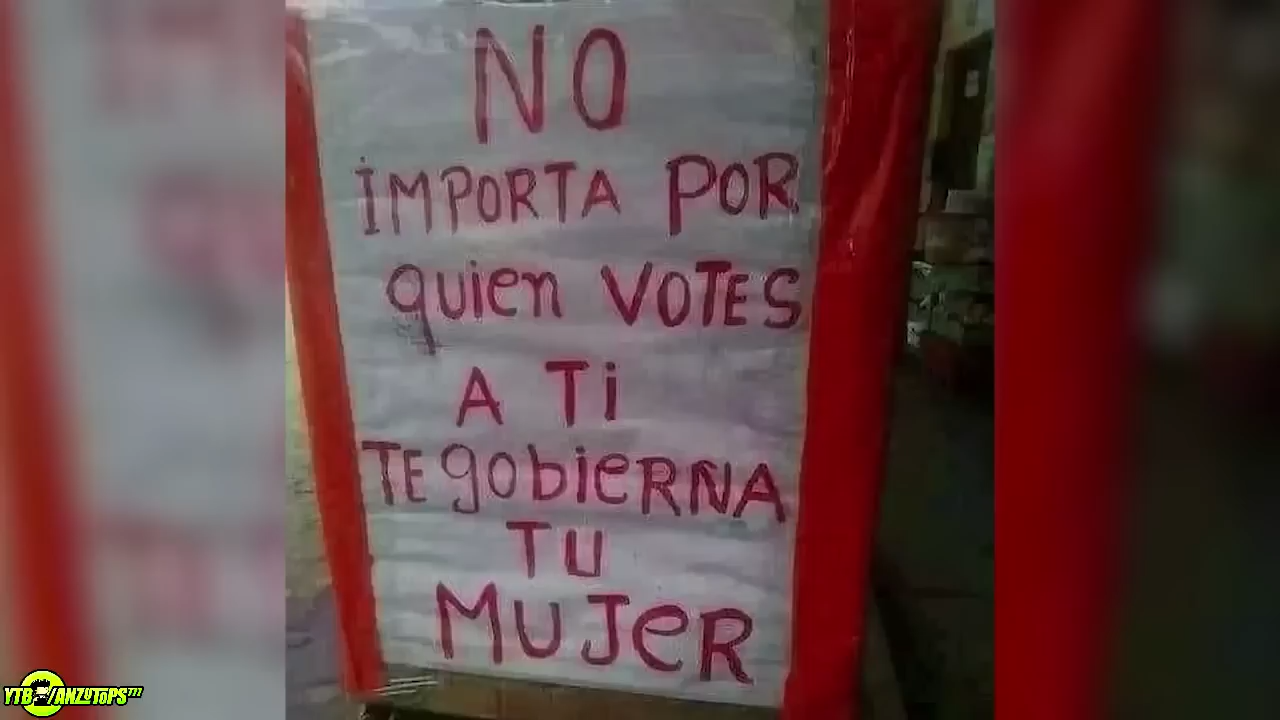 NO
IMPORTA POR
quien VOTES
A Ti
TE gobieRNA
TU
MUJeR
YTB /ANZUTOPS777